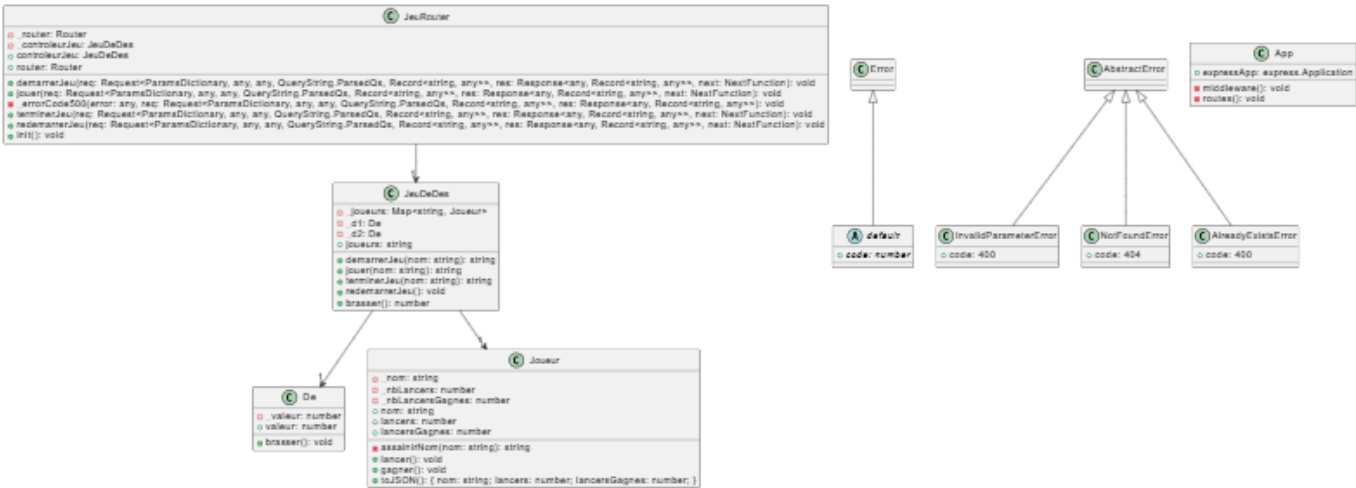 C JeuRouter
_router: Router
_controleurJeu: JeuDeDes
controleurJeu: JeuDeDes
router: Router
demarrerJeu(req: Request<ParamsDictionary, any, any, QueryString.ParsedQs, Record<string, any>>, res: Response<any, Record<string, any>>, next: NextFunction): void
jouer(req: Request<ParamsDictionary, any, any, QueryString.ParsedQs, Record<string, any>>, res: Response<any, Record<string, any>>, next: NextFunction): void
_errorCode500(error: any, req: Request<ParamsDictionary, any, any, QueryString.ParsedQs, Record<string, any>>, res: Response<any, Record<string, any>>): void
terminerJeu(req: Request<ParamsDictionary, any, any, QueryString.ParsedQs, Record<string, any>>, res: Response<any, Record<string, any>>, next: NextFunction): void
redemarrerJeu(req: Request<ParamsDictionary, any, any, QueryString.ParsedQs, Record<string, any>>, res: Response<any, Record<string, any>>, next: NextFunction): void
init(): void
C Error
C AbstractError
C App
expressApp: express.Application
middleware(): void
routes(): void
1
C JeuDeDes
_joueurs: Map<string, Joueur>
_d1: De
_d2: De
joueurs: string
demarrerJeu(nom: string): string
jouer(nom: string): string
terminerJeu(nom: string): string
redemarrerJeu(): void
brasser(): number
A default
code: number
C InvalidParameterError
code: 400
C NotFoundError
code: 404
C AlreadyExistsError
code: 400
1
C De
_valeur: number
valeur: number
brasser(): void
C Joueur
_nom: string
_nbLancers: number
_nbLancersGagnes: number
nom: string
lancers: number
lancersGagnes: number
assainirNom(nom: string): string
lancer(): void
gagner(): void
toJSON(): { nom: string; lancers: number; lancersGagnes: number; }